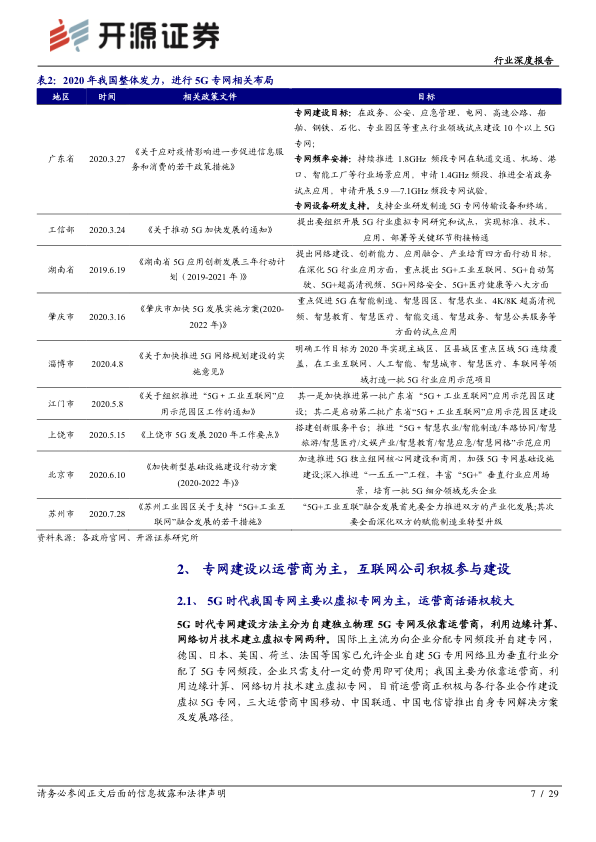 开源证券
行业深度报告
表2：2020 年我国整体发力，进行 5G 专网相关布局
地区 时间 相关政策文件 目标
广东省 2020.3.27 《关于应对疫情影响进一步促进信息服
务和消费的若干政策措施》
专网建设目标：在政务、公安、应急管理、电网、高速公路、船
舶、钢铁、石化、专业园区等重点行业领域试点建设 10 个以上 5G
专网；
专网频率安排：持续推进 1.8GHz 频段专网在轨道交通、机场、港
口、智能工厂等行业场景应用。申请 1.4GHz频段、推进全省政务
试点应用。申请开展 5.9 —7.1GHz频段专网试验。
专网设备研发支持。支持企业研发制造 5G 专网传输设备和终端。
工信部 2020.3.24 《关于推动 5G 加快发展的通知》
提出要组织开展 5G 行业虚拟专网研究和试点，实现标准、技术、
应用、部署等关键环节衔接畅通
湖南省 2019.6.19 《湖南省 5G 应用创新发展三年行动计
划（2019-2021 年）》
提出网络建设、创新能力、应用融合、产业培育四方面行动目标。
在深化 5G 行业应用方面，重点提出 5G+工业互联网、5G+自动驾
驶、5G+超高清视频、5G+网络安全、5G+医疗健康等八大方面
肇庆市 2020.3.16 《肇庆市加快 5G 发展实施方案(2020-
2022 年)》
重点促进 5G 在智能制造、智慧园区、智慧农业、4K/8K 超高清视
频、智慧教育、智慧医疗、智能交通、智慧政务、智慧公共服务等
方面的试点应用
淄博市 2020.4.8 《关于加快推进 5G 网络规划建设的实
施意见》
明确工作目标为 2020 年实现主城区、区县城区重点区域 5G 连续覆
盖，在工业互联网、人工智能、智慧城市、智慧医疗、车联网等领
域打造一批 5G 行业应用示范项目
江门市 2020.5.8 《关于组织推进 “5G + 工业互联网”应
用示范园区工作的通知》
其一是加快推进第一批广东省 “5G + 工业互联网”应用示范园区建
设；其二是启动第二批广东省“5G + 工业互联网”应用示范园区建设
上饶市 2020.5.15 《上饶市 5G 发展 2020 年工作要点》
搭建创新服务平台；推进 “5G + 智慧农业/智能制造/车路协同/智慧
旅游/智慧医疗/文娱产业/智慧教育/智慧应急/智慧网格”示范应用
北京市 2020.6.10 《加快新型基础设施建设行动方案
(2020-2022 年)》
加速推进 5G 独立组网核心网建设和商用，加强 5G 专网基础设施
建设;深入推进 “一五五一”工程，丰富 “5G+” 垂直行业应用场
景，培育一批 5G 细分领域龙头企业
苏州市 2020.7.28 《苏州工业园区关于支持 “5G+工业互
联网”融合发展的若干措施》
“5G+工业互联”融合发展首先要全力推进双方的产业化发展;其次
要全面深化双方的赋能制造业转型升级
资料来源：各政府官网、开源证券研究所
2、 专网建设以运营商为主，互联网公司积极参与建设
2.1、 5G 时代我国专网主要以虚拟专网为主，运营商话语权较大
5G 时代专网建设方法主分为自建独立物理 5G 专网及依靠运营商，利用边缘计算、
网络切片技术建立虚拟专网两种。国际上主流为向企业分配专网频段并自建专网，
德国、日本、英国、荷兰、法国等国家已允许企业自建 5G 专用网络且为垂直行业分
配了 5G 专网频段，企业只需支付一定的费用即可使用；我国主要为依靠运营商，利
用边缘计算、网络切片技术建立虚拟专网，目前运营商正积极与各行各业合作建设
虚拟 5G 专网，三大运营商中国移动、中国联通、中国电信皆推出自身专网解决方案
及发展路径。
请务必参阅正文后面的信息披露和法律声明
7 / 29